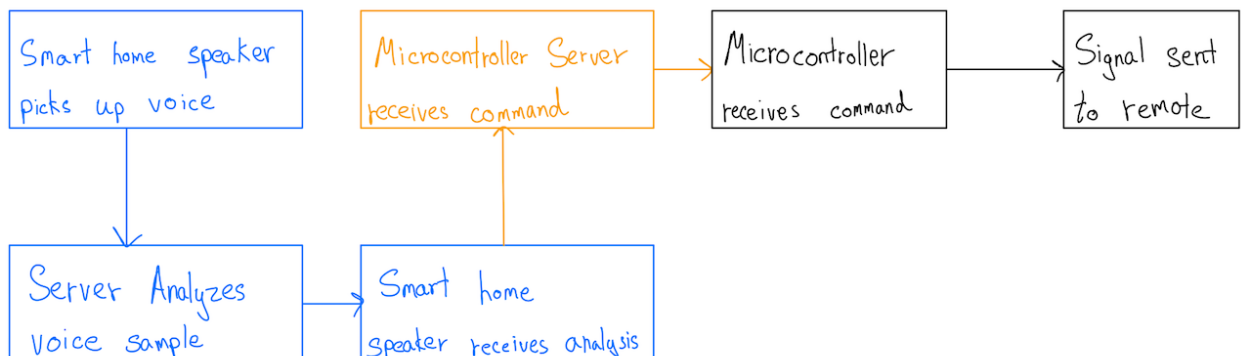 Smart home speaker
picks up voice
Server Analyzes
voice sample
Smart home
speaker receives analysis
Microcontroller Server
receives command
Microcontroller
receives command
Signal sent
to remote